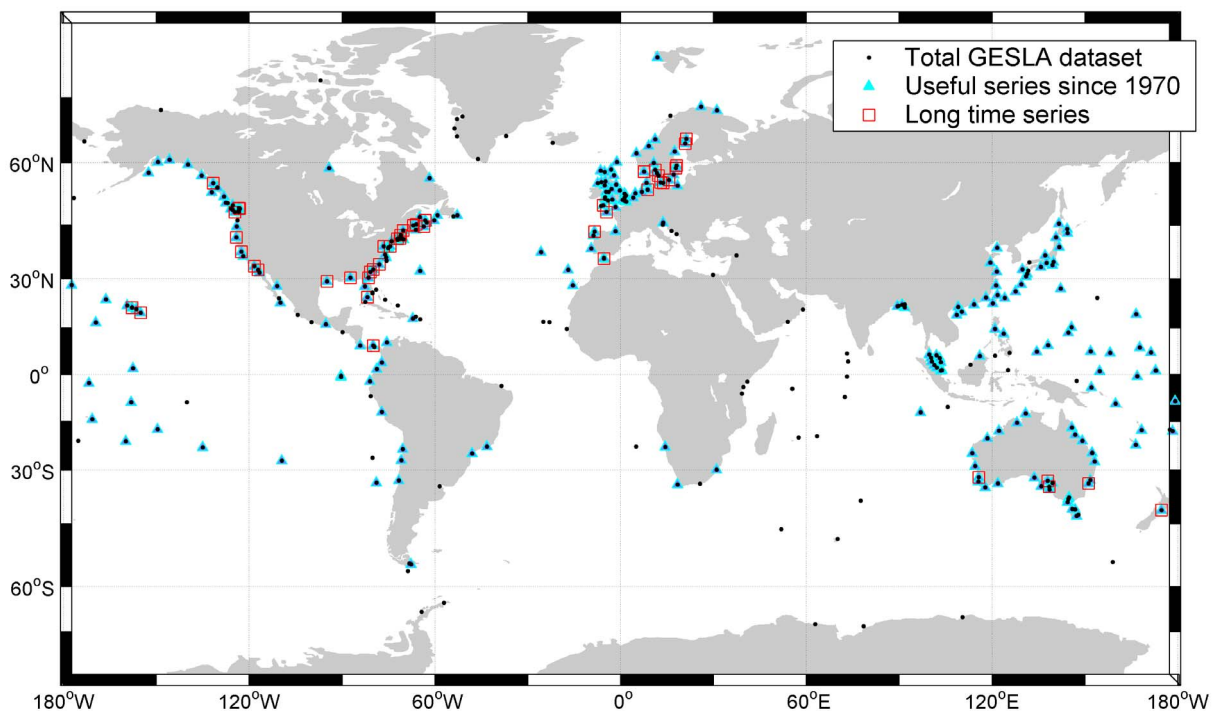 Total GESLA dataset
Useful series since 1970
Long time series
60°N
30°N
0°
30°S
60°S
180°W 120°W 60°W 0° 60°E 120°E 180°W